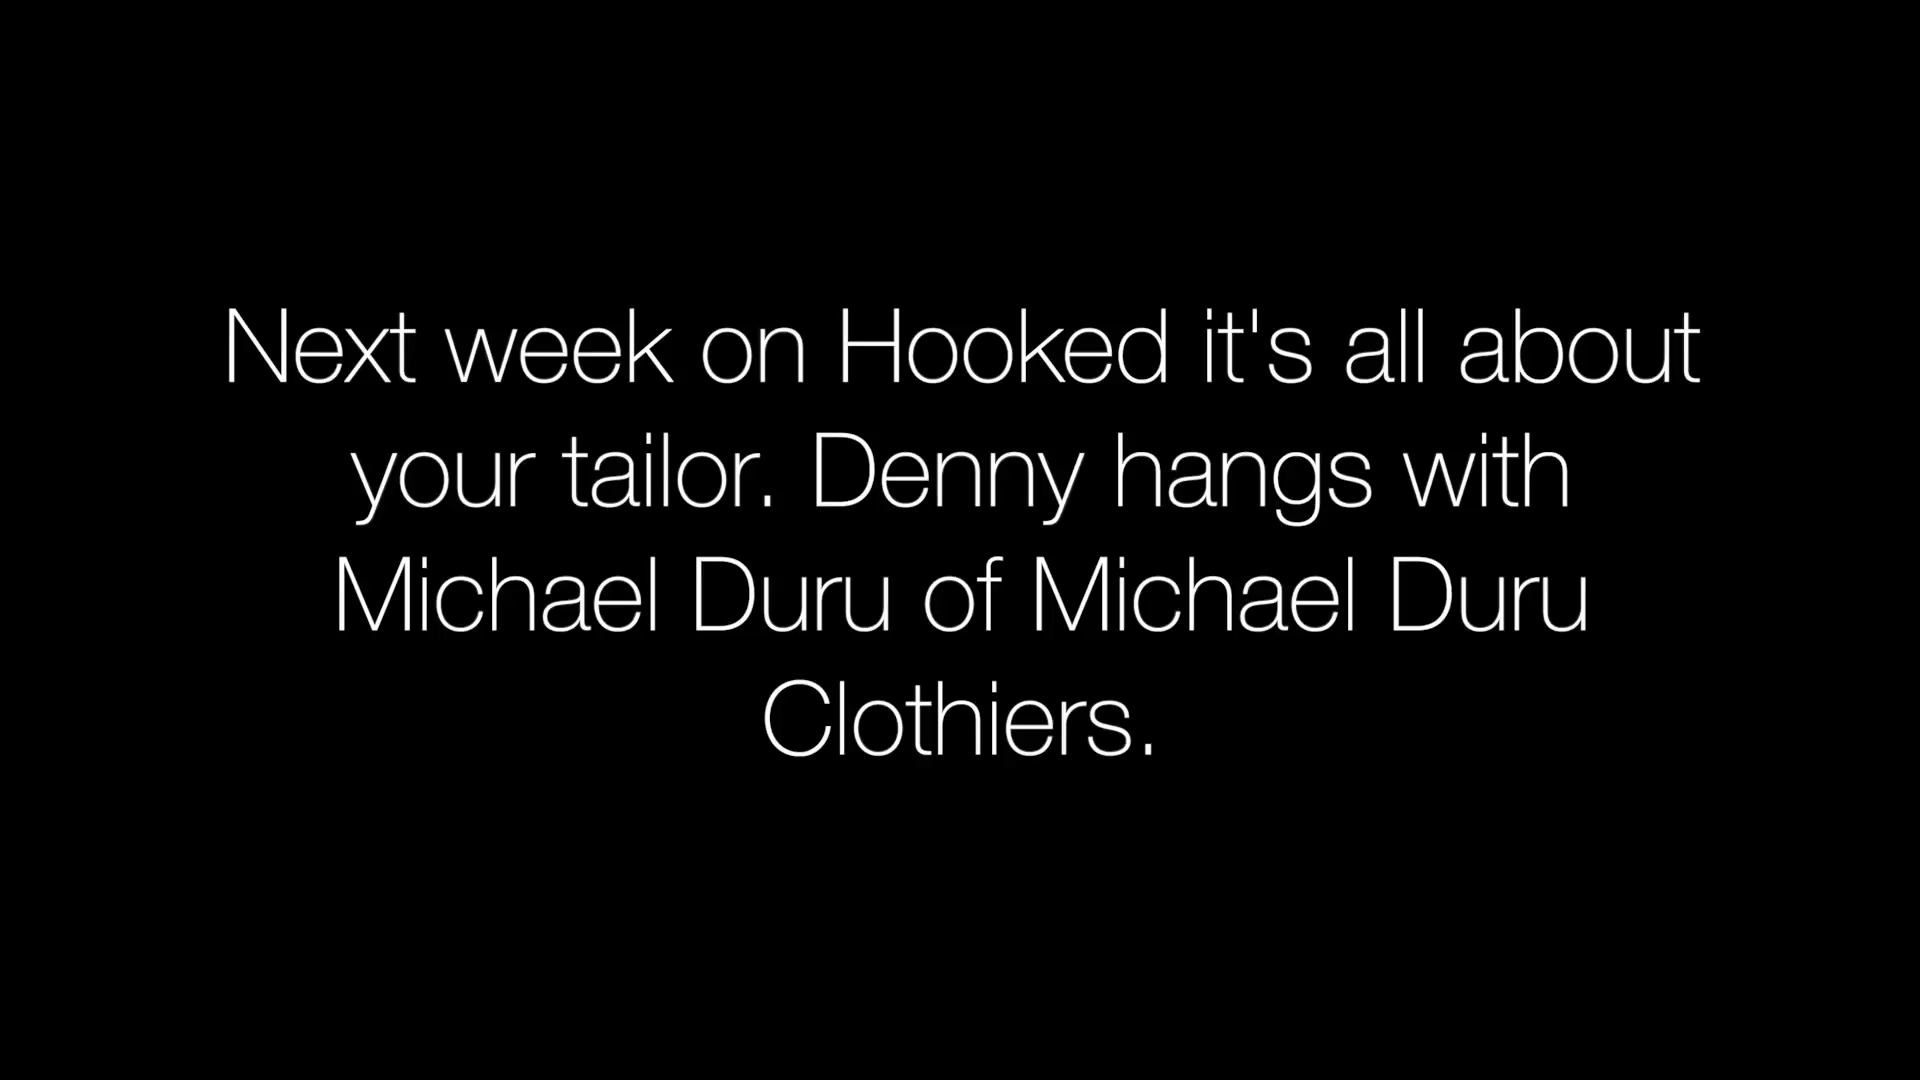 Next week on Hooked it's all about
your tailor. Denny hangs with
Michael Duru of Michael Duru
Clothiers.